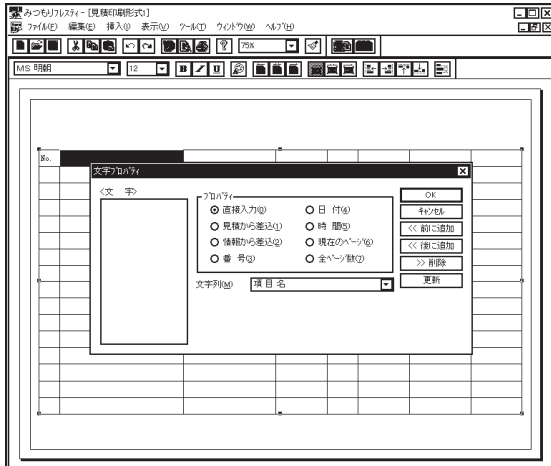 みつもりフレスティ - [見積印刷形式1]
ファイル(F) 編集(E) 挿入(I) 表示(V) ツール(T) ウィンドウ(W) ヘルプ(H)
75%
MS 明朝 12 B I U
No.
文字プロパティ
<文 字>
プロパティ
直接入力(0) 日 付(4)
見積から差込(1) 時 間(5)
情報から差込(2) 現在のページ(6)
番 号(3) 全ページ数(7)
文字列(M) 項目名
OK
キャンセル
<< 前に追加
<< 後に追加
>> 削除
更新